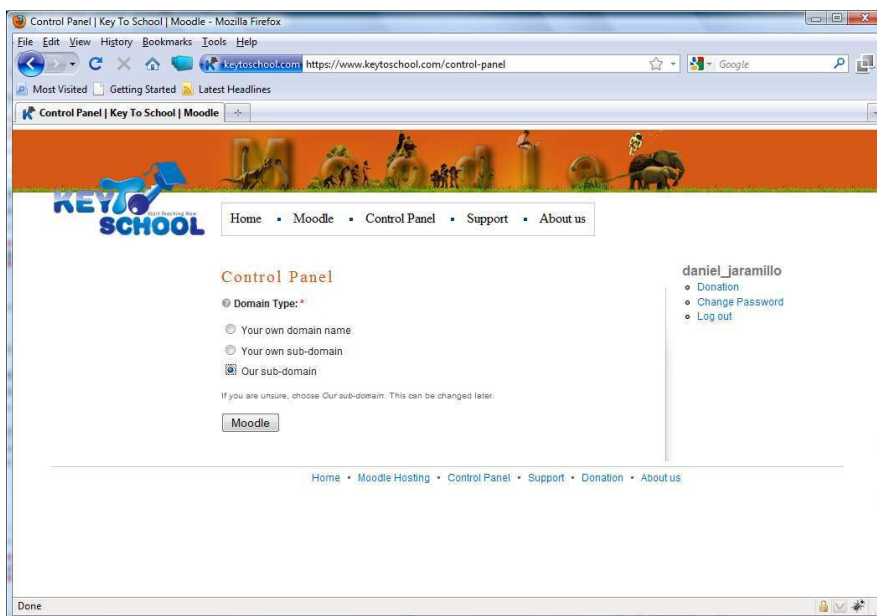 Control Panel | Key To School | Moodle - Mozilla Firefox
File Edit View History Bookmarks Tools Help
keytoschool.com https://www.keytoschool.com/control-panel
Google
Most Visited Getting Started Latest Headlines
Control Panel | Key To School | Moodle
Moodle
KEY TO
Start Teaching Now
SCHOOL
Home • Moodle • Control Panel • Support • About us
Control Panel
Domain Type: *
Your own domain name
Your own sub-domain
Our sub-domain
If you are unsure, choose Our sub-domain. This can be changed later.
Moodle
daniel_jaramillo
Donation
Change Password
Log out
Home • Moodle Hosting • Control Panel • Support • Donation • About us
Done